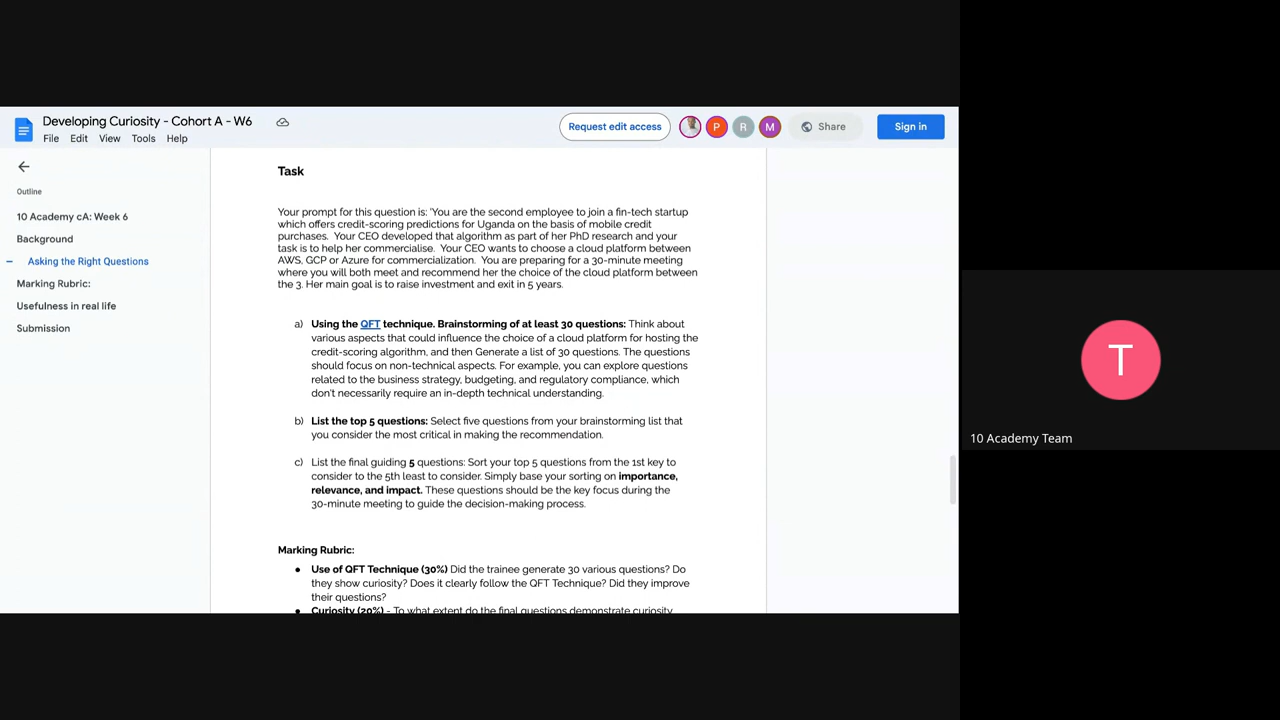 Developing Curiosity - Cohort A - W6
File Edit View Tools Help
Request edit access
P
R
M
Share
Sign in
Outline
10 Academy cA: Week 6
Background
Asking the Right Questions
Marking Rubric:
Usefulness in real life
Submission
Task
Your prompt for this question is: 'You are the second employee to join a fin-tech startup
which offers credit-scoring predictions for Uganda on the basis of mobile credit
purchases. Your CEO developed that algorithm as part of her PhD research and your
task is to help her commercialise. Your CEO wants to choose a cloud platform between
AWS, GCP or Azure for commercialization. You are preparing for a 30-minute meeting
where you will both meet and recommend her the choice of the cloud platform between
the 3. Her main goal is to raise investment and exit in 5 years.
a) Using the QFT technique. Brainstorming of at least 30 questions: Think about
various aspects that could influence the choice of a cloud platform for hosting the
credit-scoring algorithm, and then Generate a list of 30 questions. The questions
should focus on non-technical aspects. For example, you can explore questions
related to the business strategy, budgeting, and regulatory compliance, which
don't necessarily require an in-depth technical understanding.
b) List the top 5 questions: Select five questions from your brainstorming list that
you consider the most critical in making the recommendation.
c) List the final guiding 5 questions: Sort your top 5 questions from the 1st key to
consider to the 5th least to consider. Simply base your sorting on importance,
relevance, and impact. These questions should be the key focus during the
30-minute meeting to guide the decision-making process.
Marking Rubric:
● Use of QFT Technique (30%) Did the trainee generate 30 various questions? Do
they show curiosity? Does it clearly follow the QFT Technique? Did they improve
their questions?
● Curiosity (20%) - To what extent do the final questions demonstrate curiosity
T
10 Academy Team